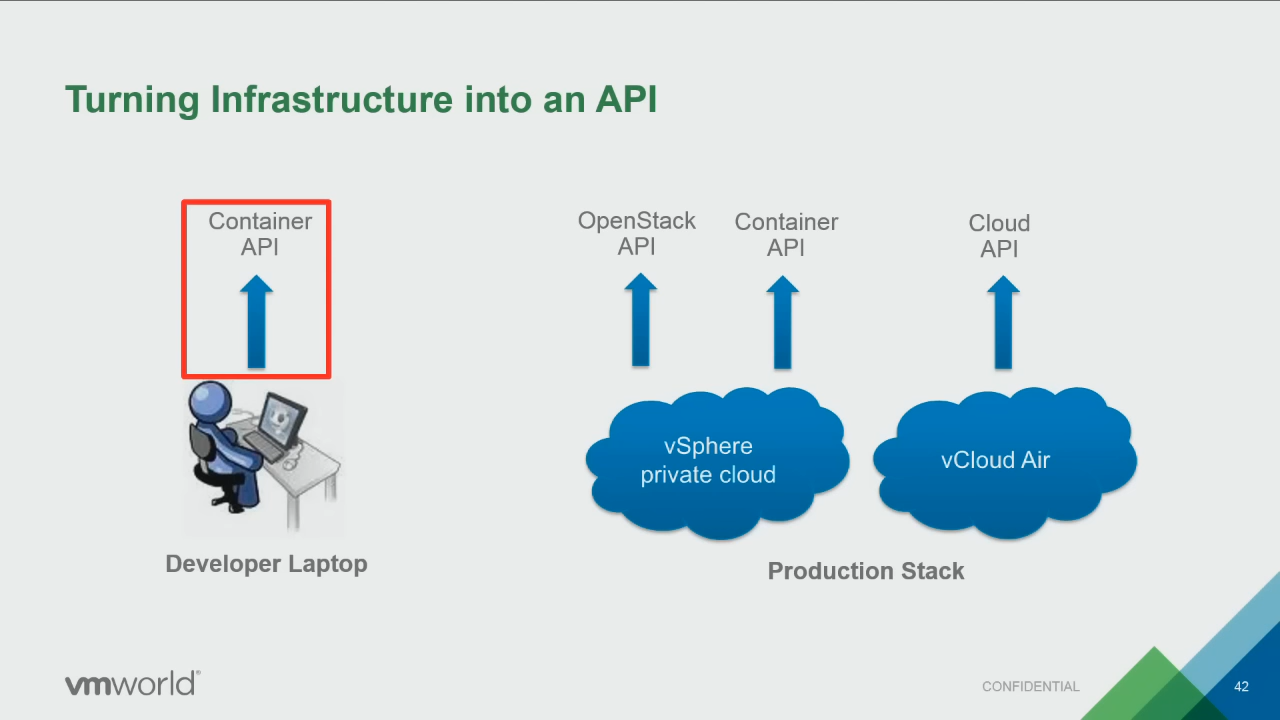 Turning Infrastructure into an API
Container
API
OpenStack
API
Container
API
Cloud
API
vSphere
private cloud
vCloud Air
Developer Laptop
Production Stack
vmworld®
CONFIDENTIAL
42